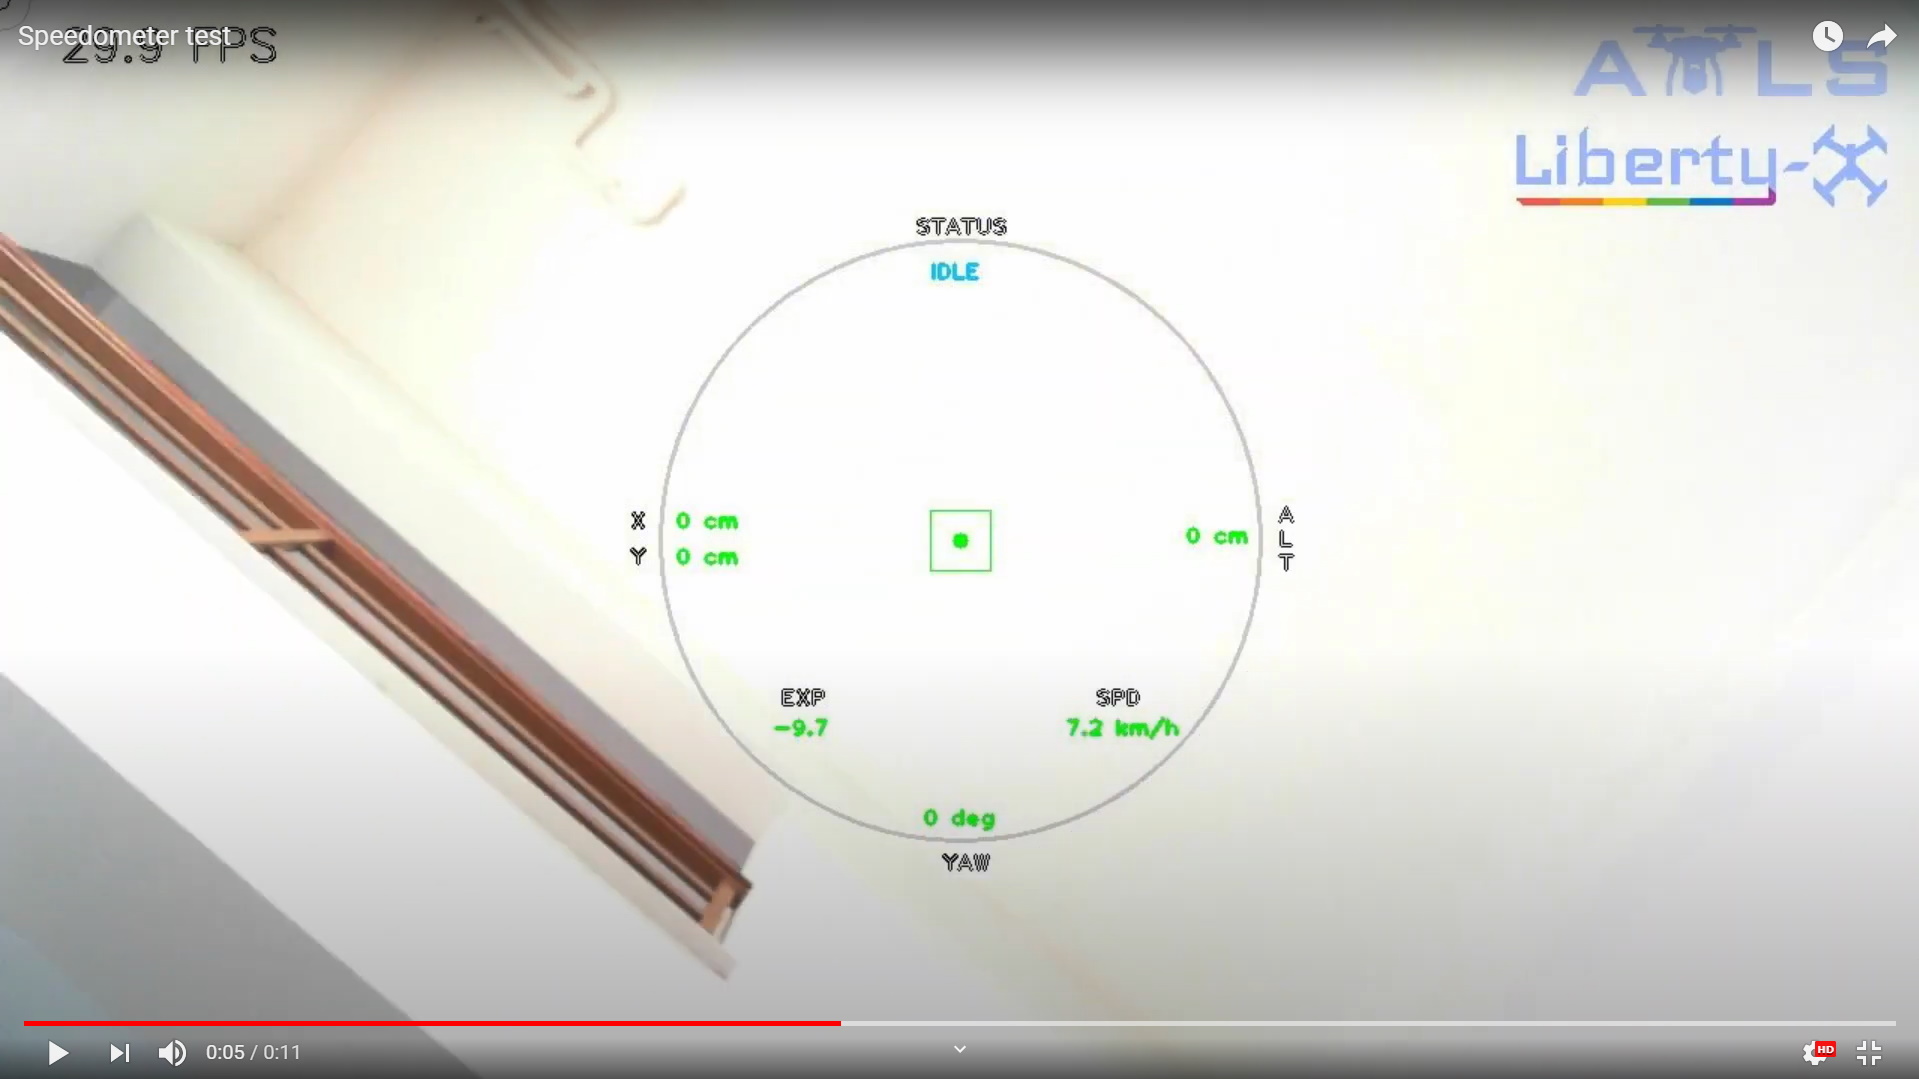 Speedometer test
29.9 FPS
ATLS
Liberty-X
STATUS
IDLE
X 0 cm
Y 0 cm
0 cm
ALT
EXP
-9.7
SPD
7.2 km/h
0 deg
YAW
0:05 / 0:11
HD